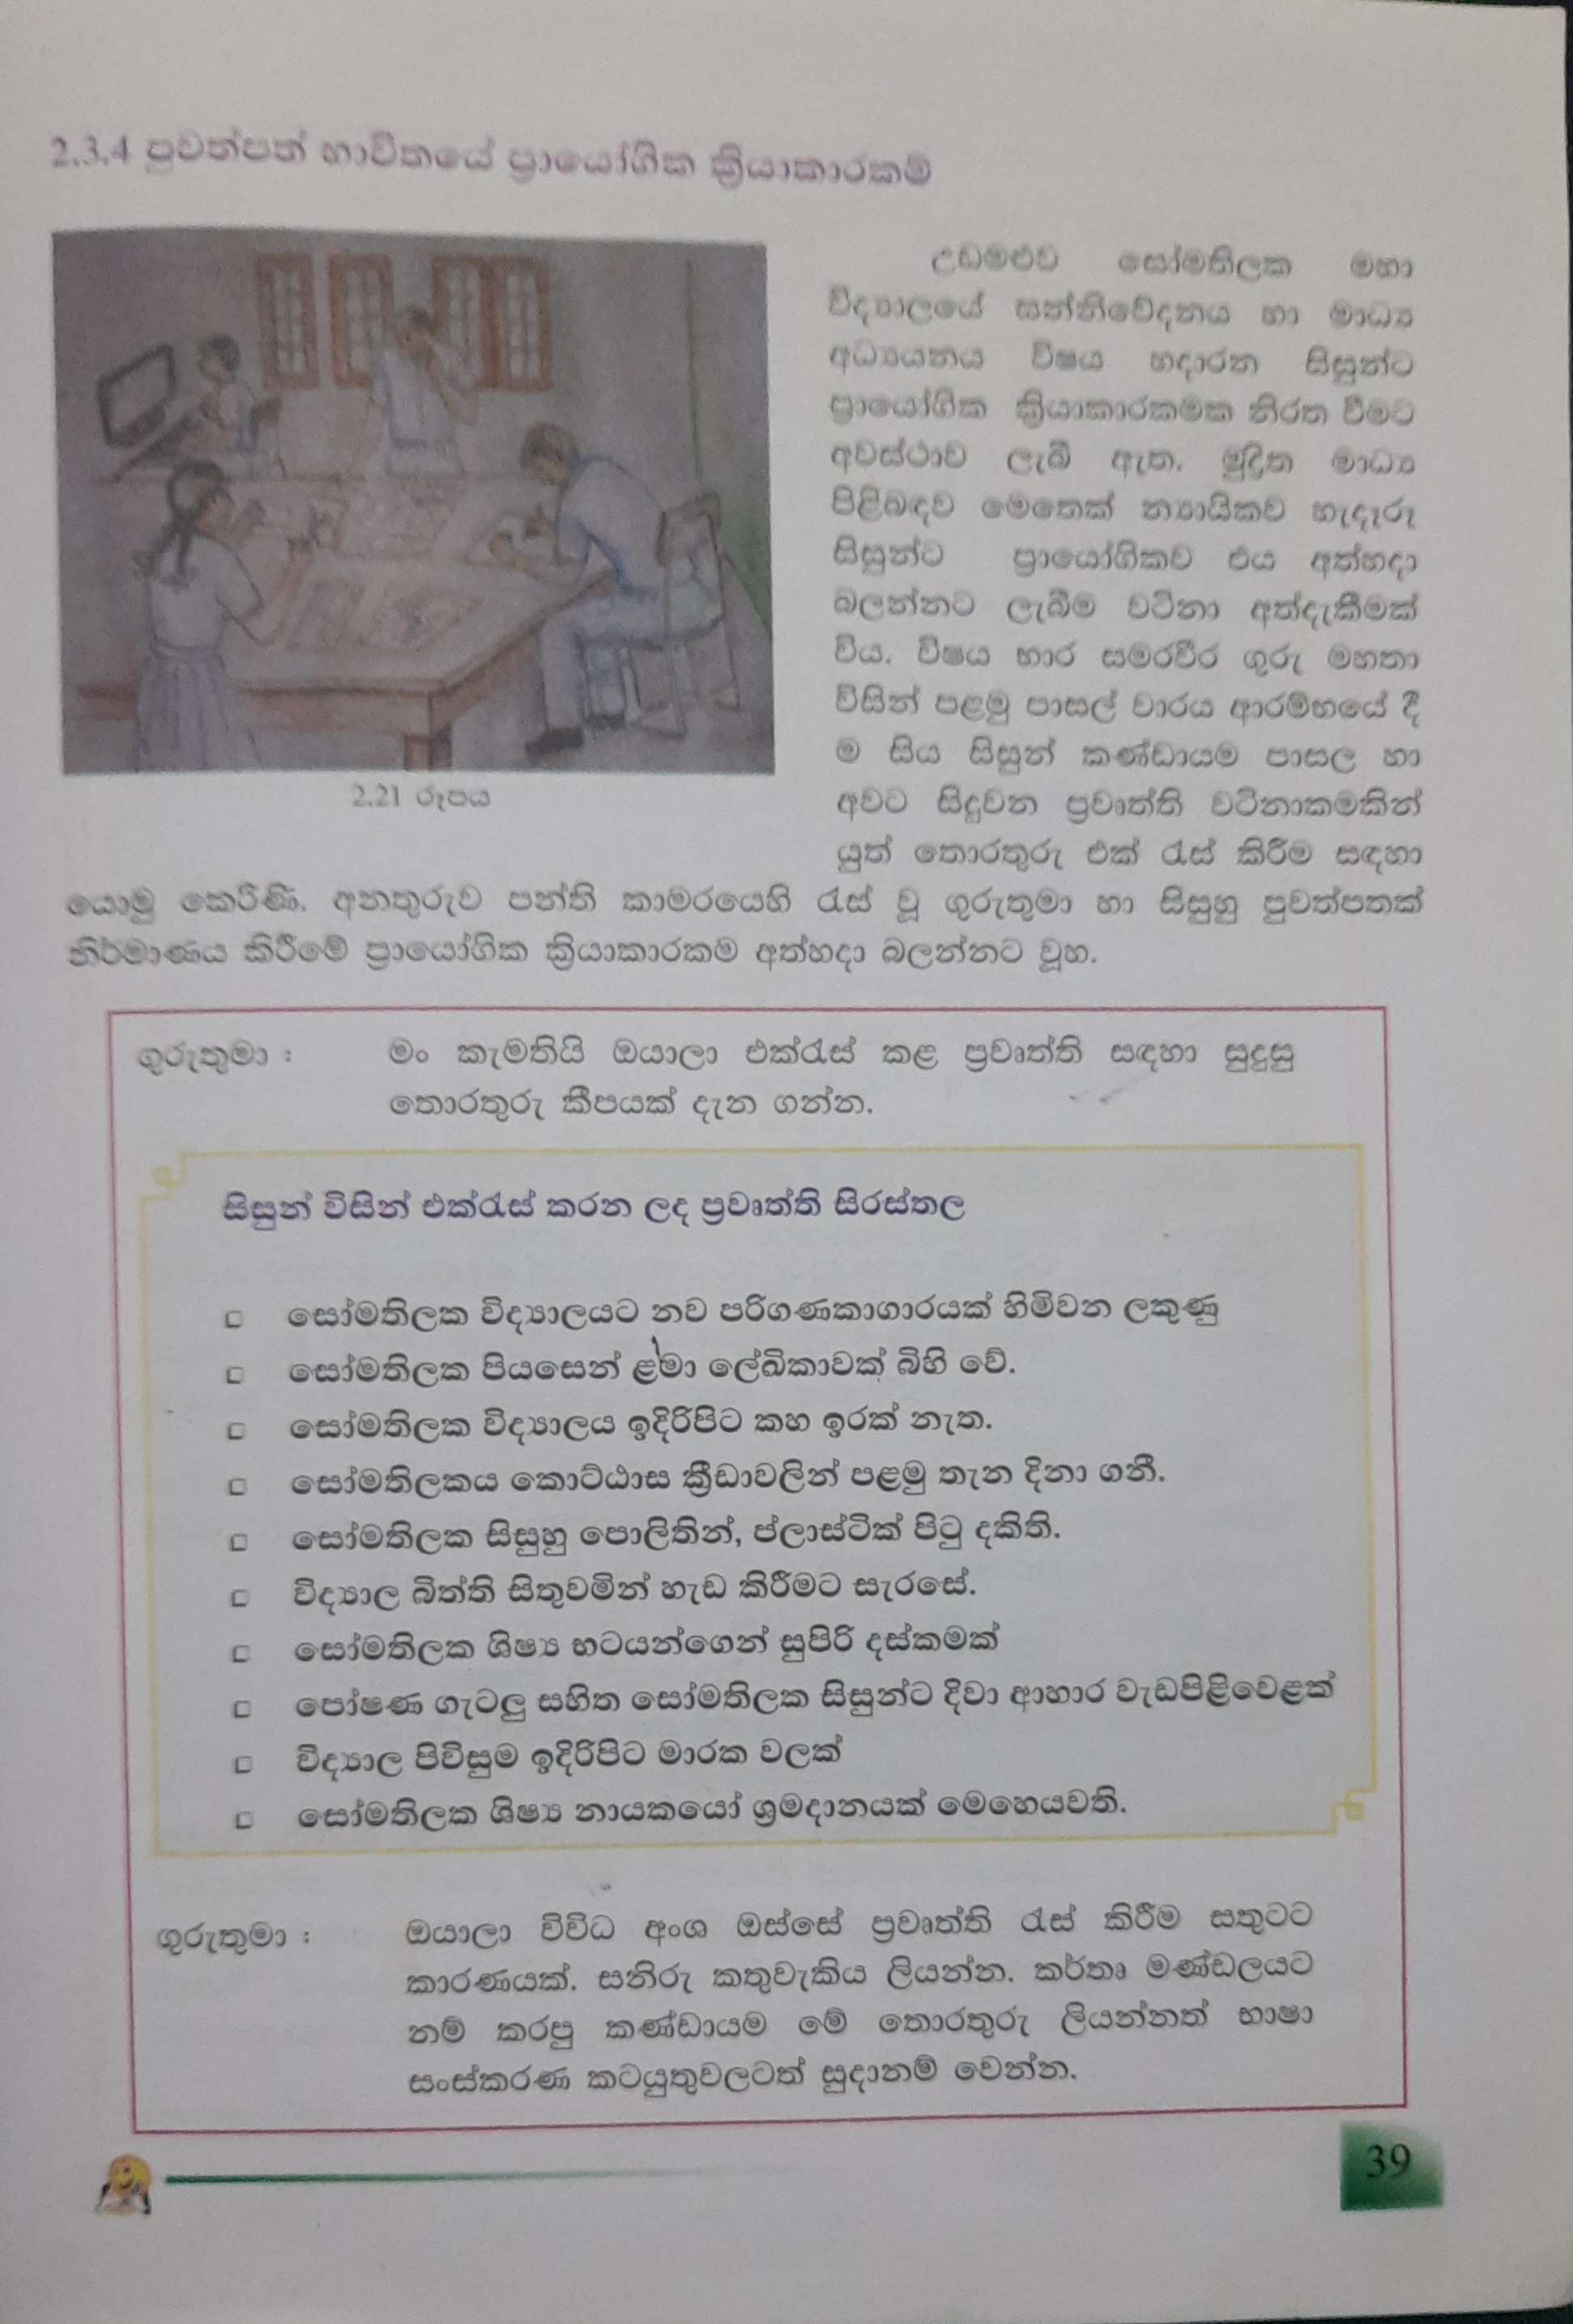 2.3.4 පුවත්පත් භාවිතයේ ප්‍රායෝගික ක්‍රියාකාරකම්
උඩමළුව සෝමතිලක මහා
විද්‍යාලයේ සන්නිවේදනය හා මාධ්‍ය
අධ්‍යයනය විෂය හදාරන සිසුන්ට
ප්‍රායෝගික ක්‍රියාකාරකමක නිරත වීමට
අවස්ථාව ලැබී ඇත. මුද්‍රිත මාධ්‍ය
පිළිබඳව මෙතෙක් න්‍යායිකව හැදෑරූ
සිසුන්ට ප්‍රායෝගිකව එය අත්හදා
බලන්නට ලැබීම වටිනා අත්දැකීමක්
විය. විෂය භාර සමරවීර ගුරු මහතා
විසින් පළමු පාසල් වාරය ආරම්භයේ දී
ම සිය සිසුන් කණ්ඩායම පාසල හා
අවට සිදුවන ප්‍රවෘත්ති වටිනාකමකින්
යුත් තොරතුරු එක් රැස් කිරීම සඳහා
යොමු කෙරිණි. අනතුරුව පන්ති කාමරයෙහි රැස් වූ ගුරුතුමා හා සිසුහු පුවත්පතක්
නිර්මාණය කිරීමේ ප්‍රායෝගික ක්‍රියාකාරකම අත්හදා බලන්නට වූහ.
2.21 රූපය
ගුරුතුමා : මං කැමතියි ඔයාලා එක්රැස් කළ ප්‍රවෘත්ති සඳහා සුදුසු
තොරතුරු කීපයක් දැන ගන්න.
සිසුන් විසින් එක්රැස් කරන ලද ප්‍රවෘත්ති සිරස්තල
□ සෝමතිලක විද්‍යාලයට නව පරිගණකාගාරයක් හිමිවන ලකුණු
□ සෝමතිලක පියසෙන් ළමා ලේඛිකාවක් බිහි වේ.
□ සෝමතිලක විද්‍යාලය ඉදිරිපිට කහ ඉරක් නැත.
□ සෝමතිලකය කොට්ඨාස ක්‍රීඩාවලින් පළමු තැන දිනා ගනී.
□ සෝමතිලක සිසුහු පොලිතින්, ප්ලාස්ටික් පිටු දකිති.
□ විද්‍යාල බිත්ති සිතුවමින් හැඩ කිරීමට සැරසේ.
□ සෝමතිලක ශිෂ්‍ය භටයන්ගෙන් සුපිරි දස්කමක්
□ පෝෂණ ගැටලු සහිත සෝමතිලක සිසුන්ට දිවා ආහාර වැඩපිළිවෙළක්
□ විද්‍යාල පිවිසුම ඉදිරිපිට මාරක වලක්
□ සෝමතිලක ශිෂ්‍ය නායකයෝ ශ්‍රමදානයක් මෙහෙයවති.
ගුරුතුමා : ඔයාලා විවිධ අංශ ඔස්සේ ප්‍රවෘත්ති රැස් කිරීම සතුටට
කාරණයක්. සනිරු කතුවැකිය ලියන්න. කර්තෘ මණ්ඩලයට
නම් කරපු කණ්ඩායම මේ තොරතුරු ලියන්නත් භාෂා
සංස්කරණ කටයුතුවලටත් සුදානම් වෙන්න.
39